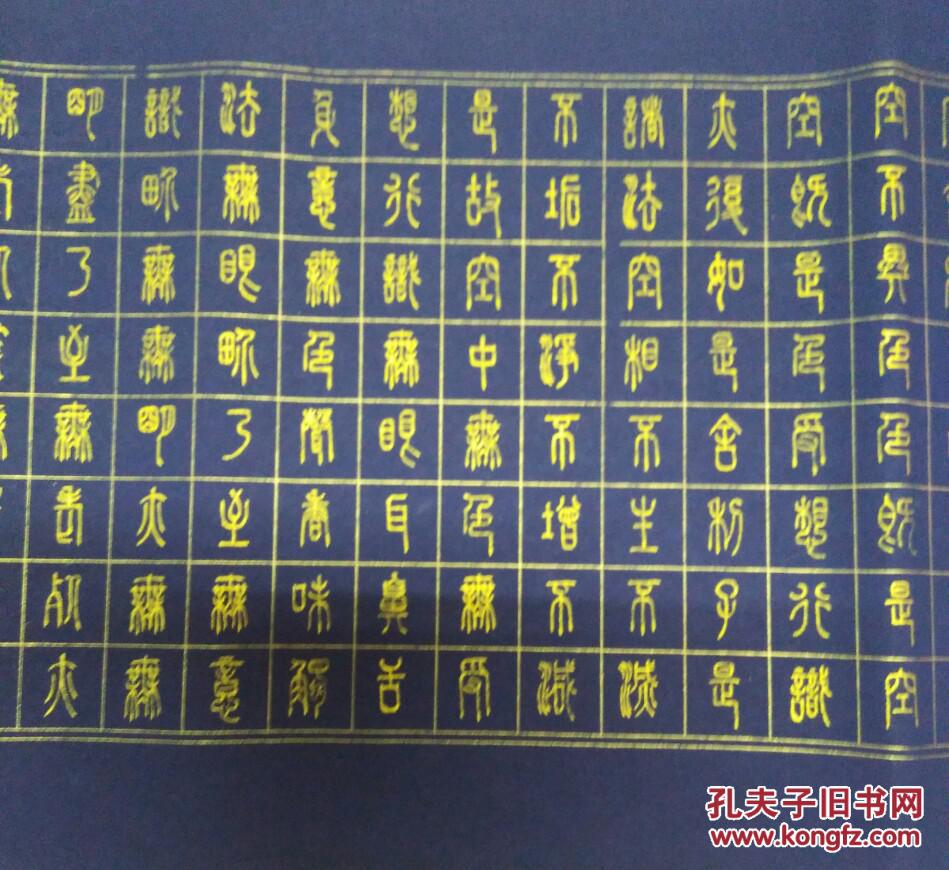 空不異色色即是空
空即是色受想行識
亦復如是舍利子是
諸法空相不生不滅
不垢不淨不增不減
是故空中無色無受
想行識無眼耳鼻舌
身意無色聲香味觸
法無眼界乃至無意
識界無無明亦無無
明盡乃至無老死亦
孔夫子旧书网
www.kongfz.com